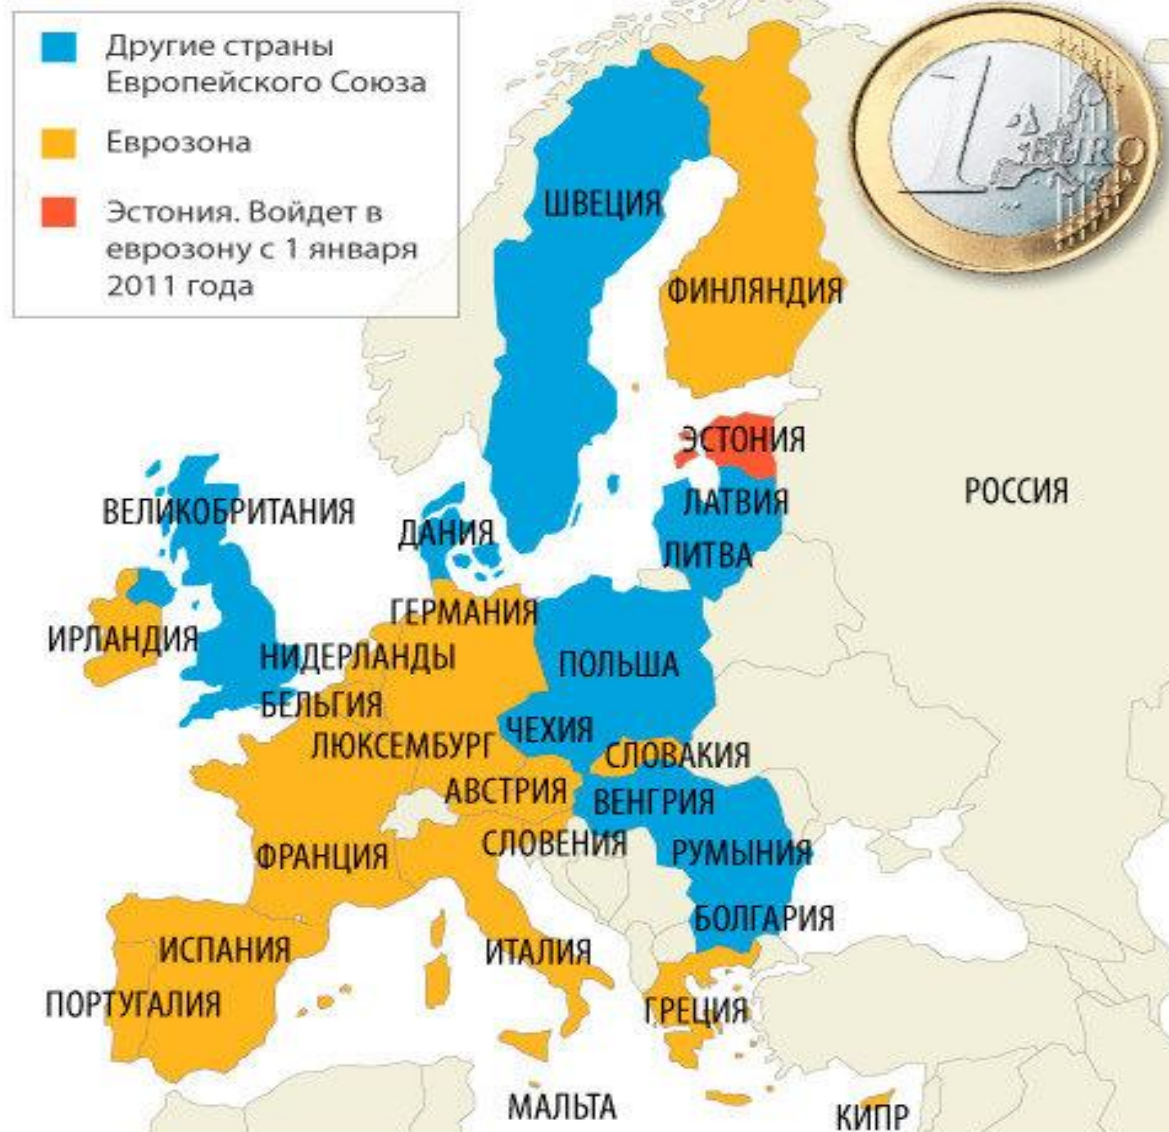 Другие страны
Европейского Союза
Еврозона
Эстония. Войдет в
еврозону с 1 января
2011 года
1
EURO
ШВЕЦИЯ
ФИНЛЯНДИЯ
ЭСТОНИЯ
РОССИЯ
ЛАТВИЯ
ВЕЛИКОБРИТАНИЯ
ДАНИЯ
ЛИТВА
ГЕРМАНИЯ
ИРЛАНДИЯ
НИДЕРЛАНДЫ
ПОЛЬША
БЕЛЬГИЯ
ЧЕХИЯ
ЛЮКСЕМБУРГ
СЛОВАКИЯ
АВСТРИЯ
ВЕНГРИЯ
СЛОВЕНИЯ
ФРАНЦИЯ
РУМЫНИЯ
БОЛГАРИЯ
ИСПАНИЯ
ИТАЛИЯ
ПОРТУГАЛИЯ
ГРЕЦИЯ
МАЛЬТА
КИПР